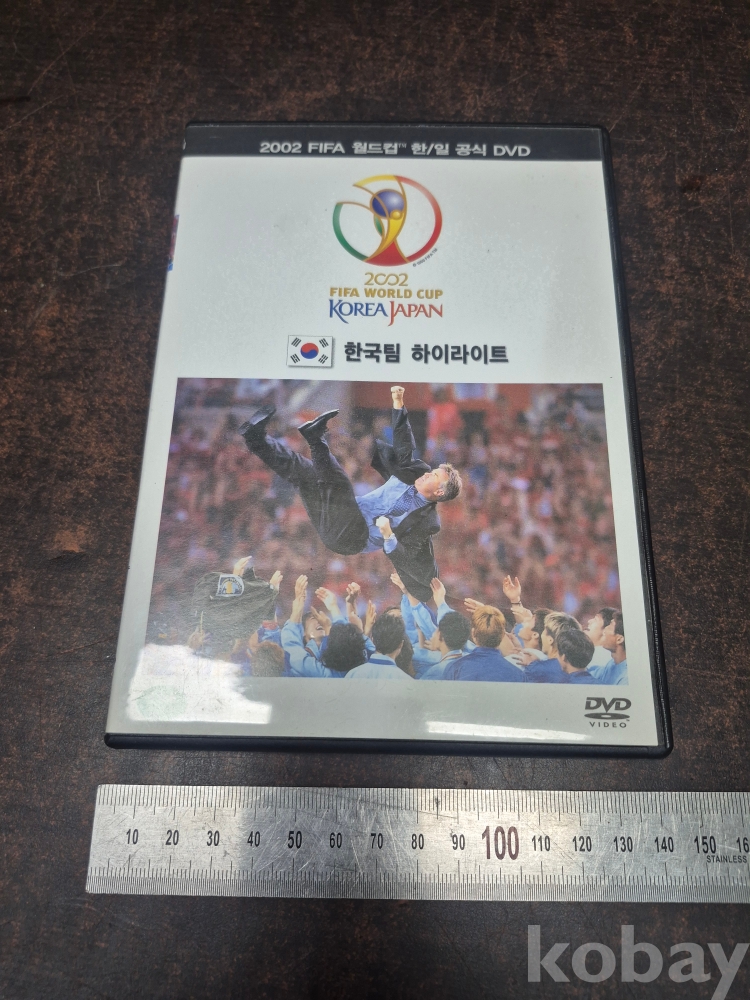 2002 FIFA 월드컵™ 한/일 공식 DVD
2002
FIFA WORLD CUP
KOREA JAPAN
한국팀 하이라이트
DVD
VIDEO
10 20 30 40 50 60 70 80 90 100 110 120 130 140 150 16
STAINLESS
kobay